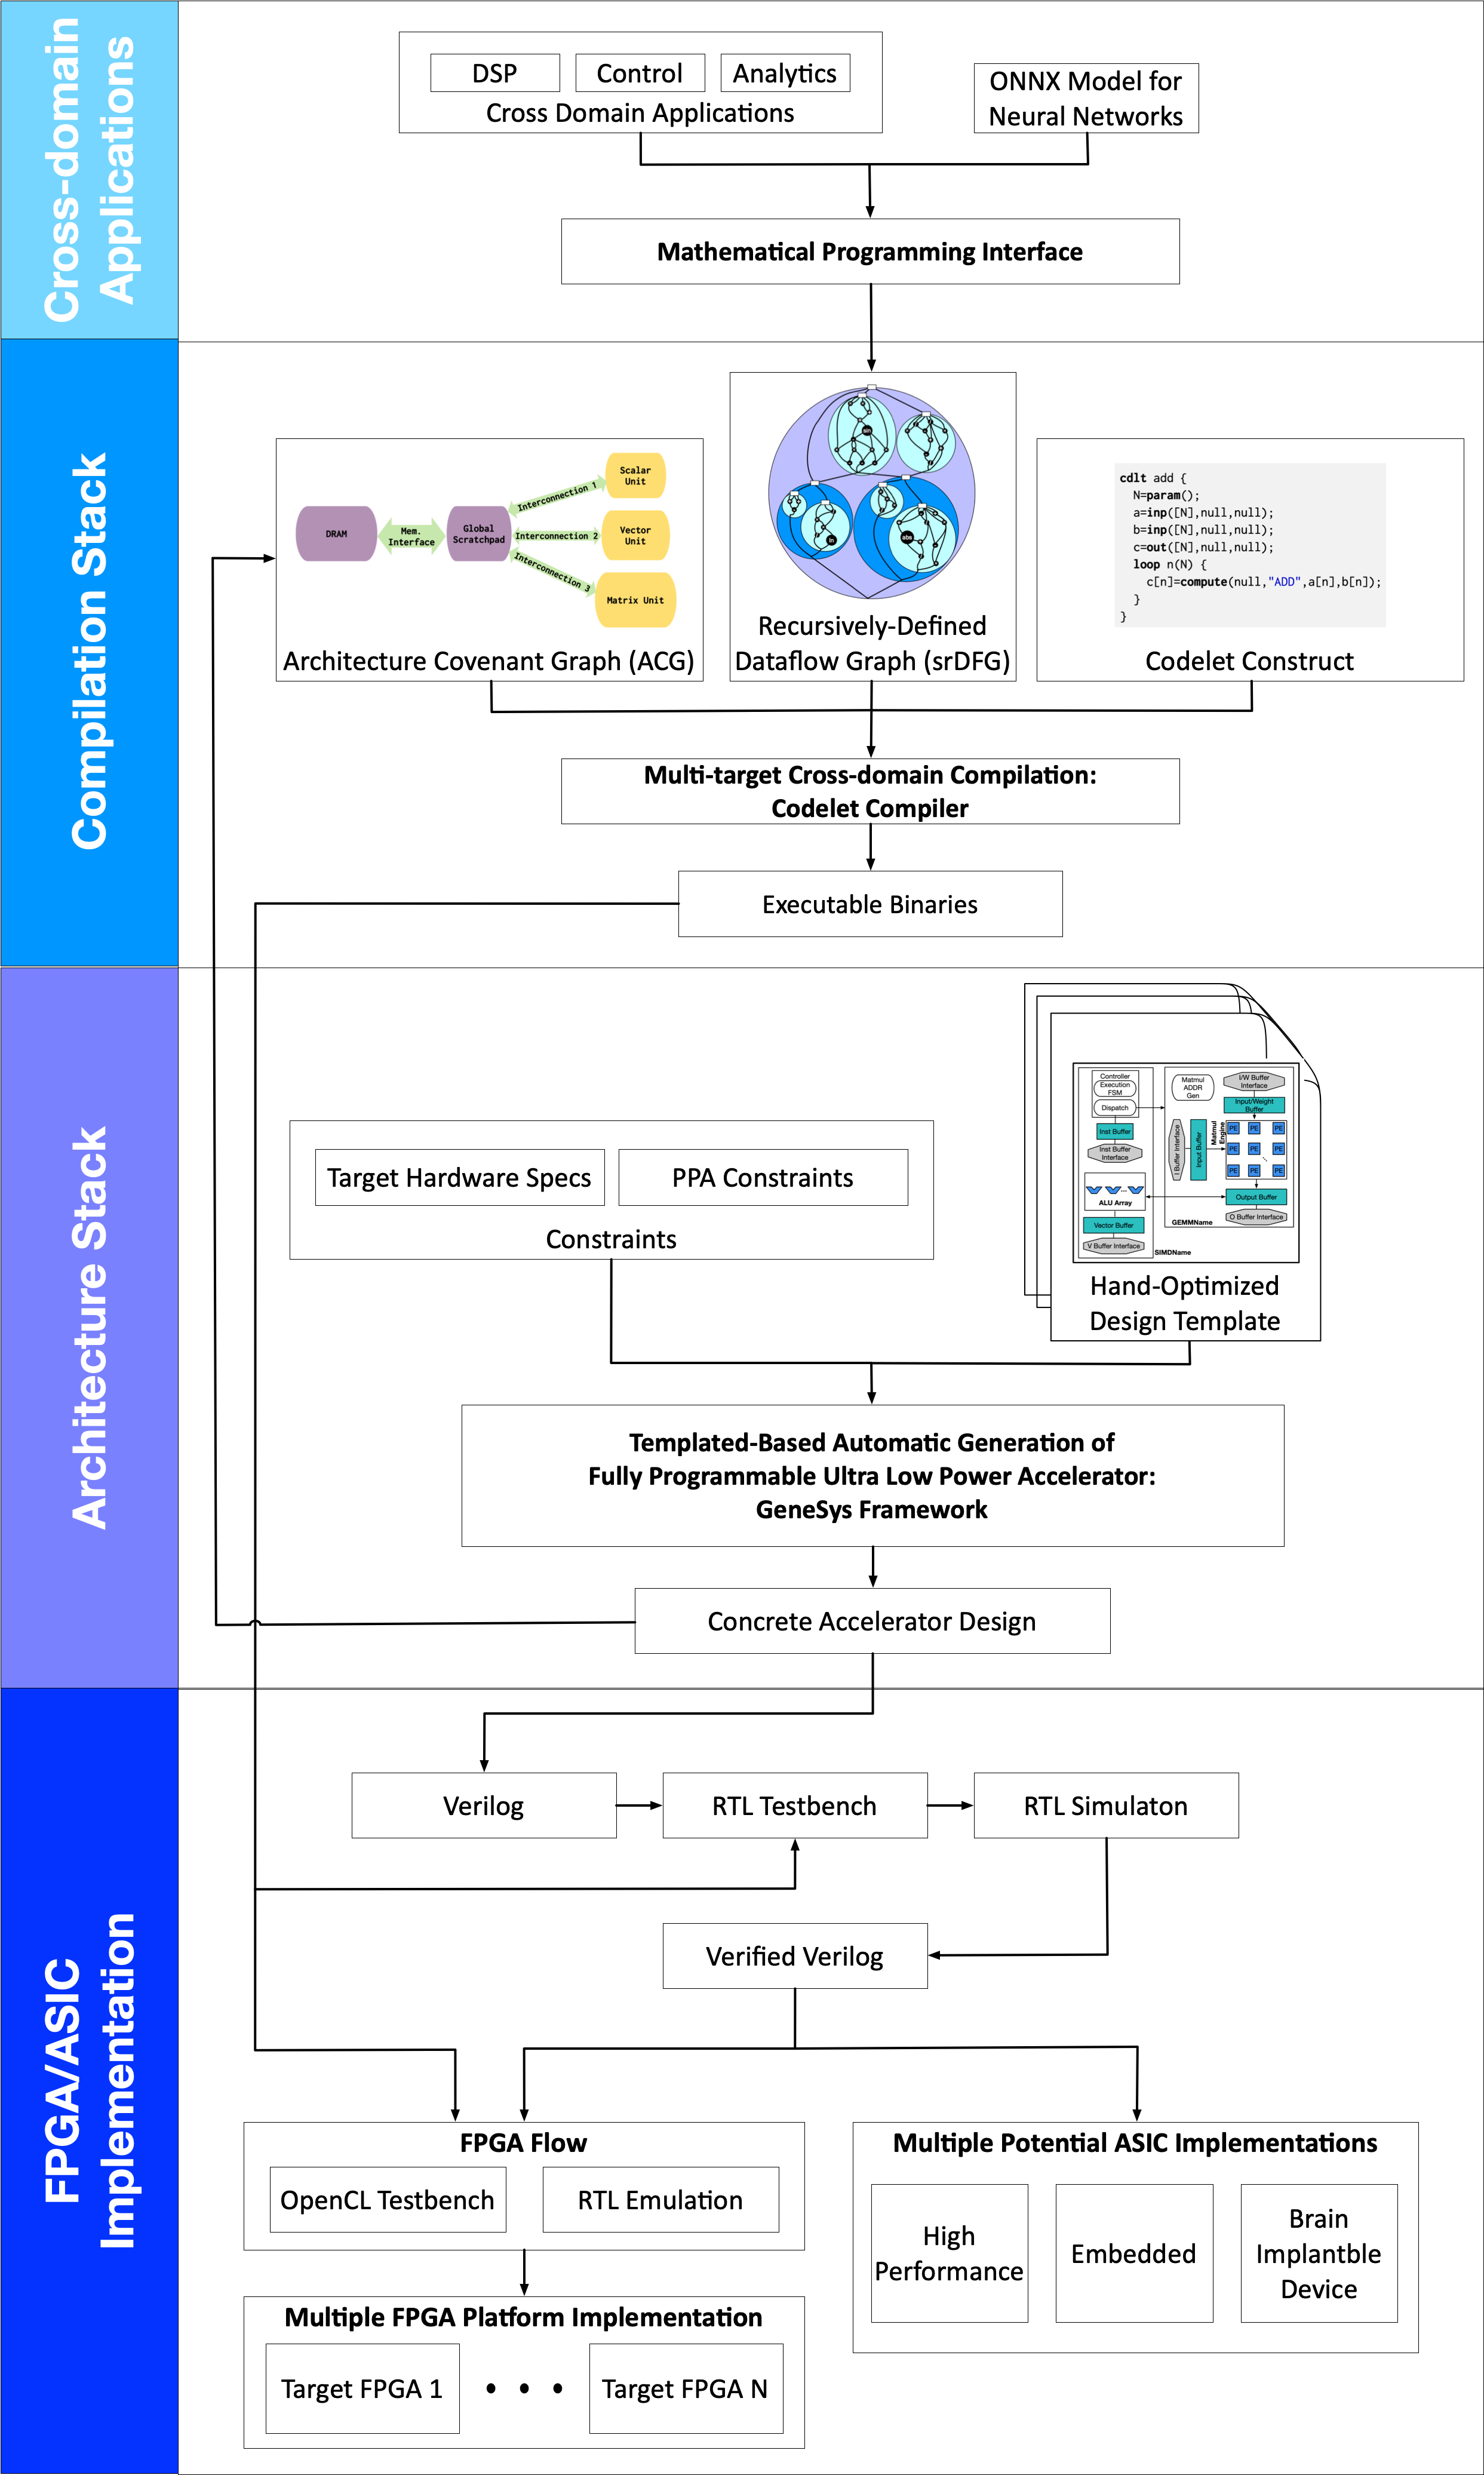 Cross-domain
Applications
DSP
Control
Analytics
Cross Domain Applications
ONNX Model for
Neural Networks
Mathematical Programming Interface
Compilation Stack
DRAM
Mem.
Interface
Global
Scratchpad
Interconnection 1
Interconnection 2
Interconnection 3
Scalar
Unit
Vector
Unit
Matrix Unit
Architecture Covenant Graph (ACG)
sin
ln
abs
Recursively-Defined
Dataflow Graph (srDFG)
cdlt add {
N=param();
a=inp([N],null,null);
b=inp([N],null,null);
c=out([N],null,null);
loop n(N) {
c[n]=compute(null,"ADD",a[n],b[n]);
}
}
Codelet Construct
Multi-target Cross-domain Compilation:
Codelet Compiler
Executable Binaries
Architecture Stack
Target Hardware Specs
PPA Constraints
Constraints
Controller
Execution
FSM
Dispatch
Inst Buffer
Inst Buffer
Interface
ALU Array
Vector Buffer
V Buffer Interface
SIMDName
Matmul
ADDR
Gen
I/W Buffer
Interface
Input/Weight
Buffer
I Buffer Interface
Input Buffer
Matmul
Engine
PE PE PE
PE PE PE
PE PE PE
Output Buffer
O Buffer Interface
GEMMName
Hand-Optimized
Design Template
Templated-Based Automatic Generation of
Fully Programmable Ultra Low Power Accelerator:
GeneSys Framework
Concrete Accelerator Design
FPGA/ASIC
Implementation
Verilog
RTL Testbench
RTL Simulaton
Verified Verilog
FPGA Flow
OpenCL Testbench
RTL Emulation
Multiple FPGA Platform Implementation
Target FPGA 1
• • •
Target FPGA N
Multiple Potential ASIC Implementations
High
Performance
Embedded
Brain
Implantble
Device